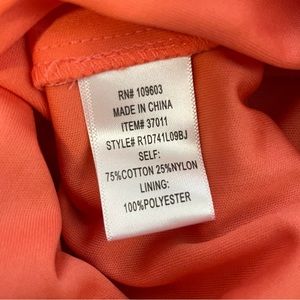 RN# 109603
MADE IN CHINA
ITEM# 37011
STYLE# R1D741L09BJ
SELF:
75%COTTON 25%NYLON
LINING:
100%POLYESTER